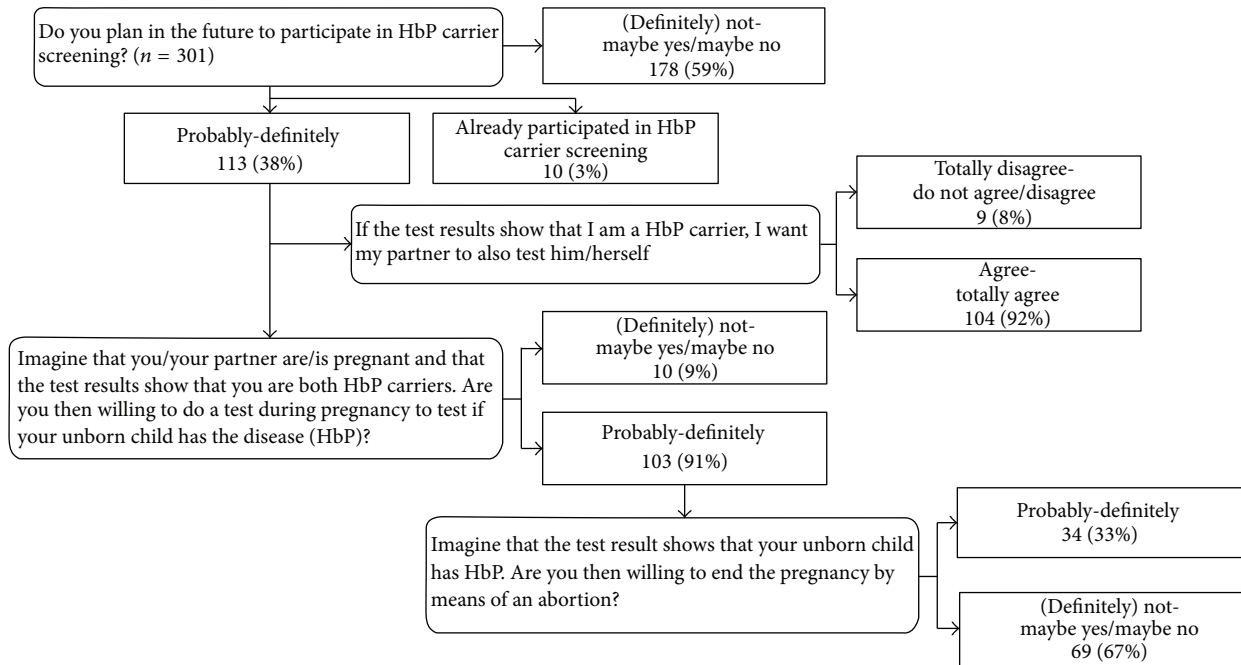 Do you plan in the future to participate in HbP carrier
screening? (n = 301)
(Definitely) not-
maybe yes/maybe no
178 (59%)
Probably-definitely
113 (38%)
Already participated in HbP
carrier screening
10 (3%)
Totally disagree-
do not agree/disagree
9 (8%)
If the test results show that I am a HbP carrier, I want
my partner to also test him/herself
Agree-
totally agree
104 (92%)
(Definitely) not-
maybe yes/maybe no
10 (9%)
Imagine that you/your partner are/is pregnant and that
the test results show that you are both HbP carriers. Are
you then willing to do a test during pregnancy to test if
your unborn child has the disease (HbP)?
Probably-definitely
103 (91%)
Probably-definitely
34 (33%)
Imagine that the test result shows that your unborn child
has HbP. Are you then willing to end the pregnancy by
means of an abortion?
(Definitely) not-
maybe yes/maybe no
69 (67%)